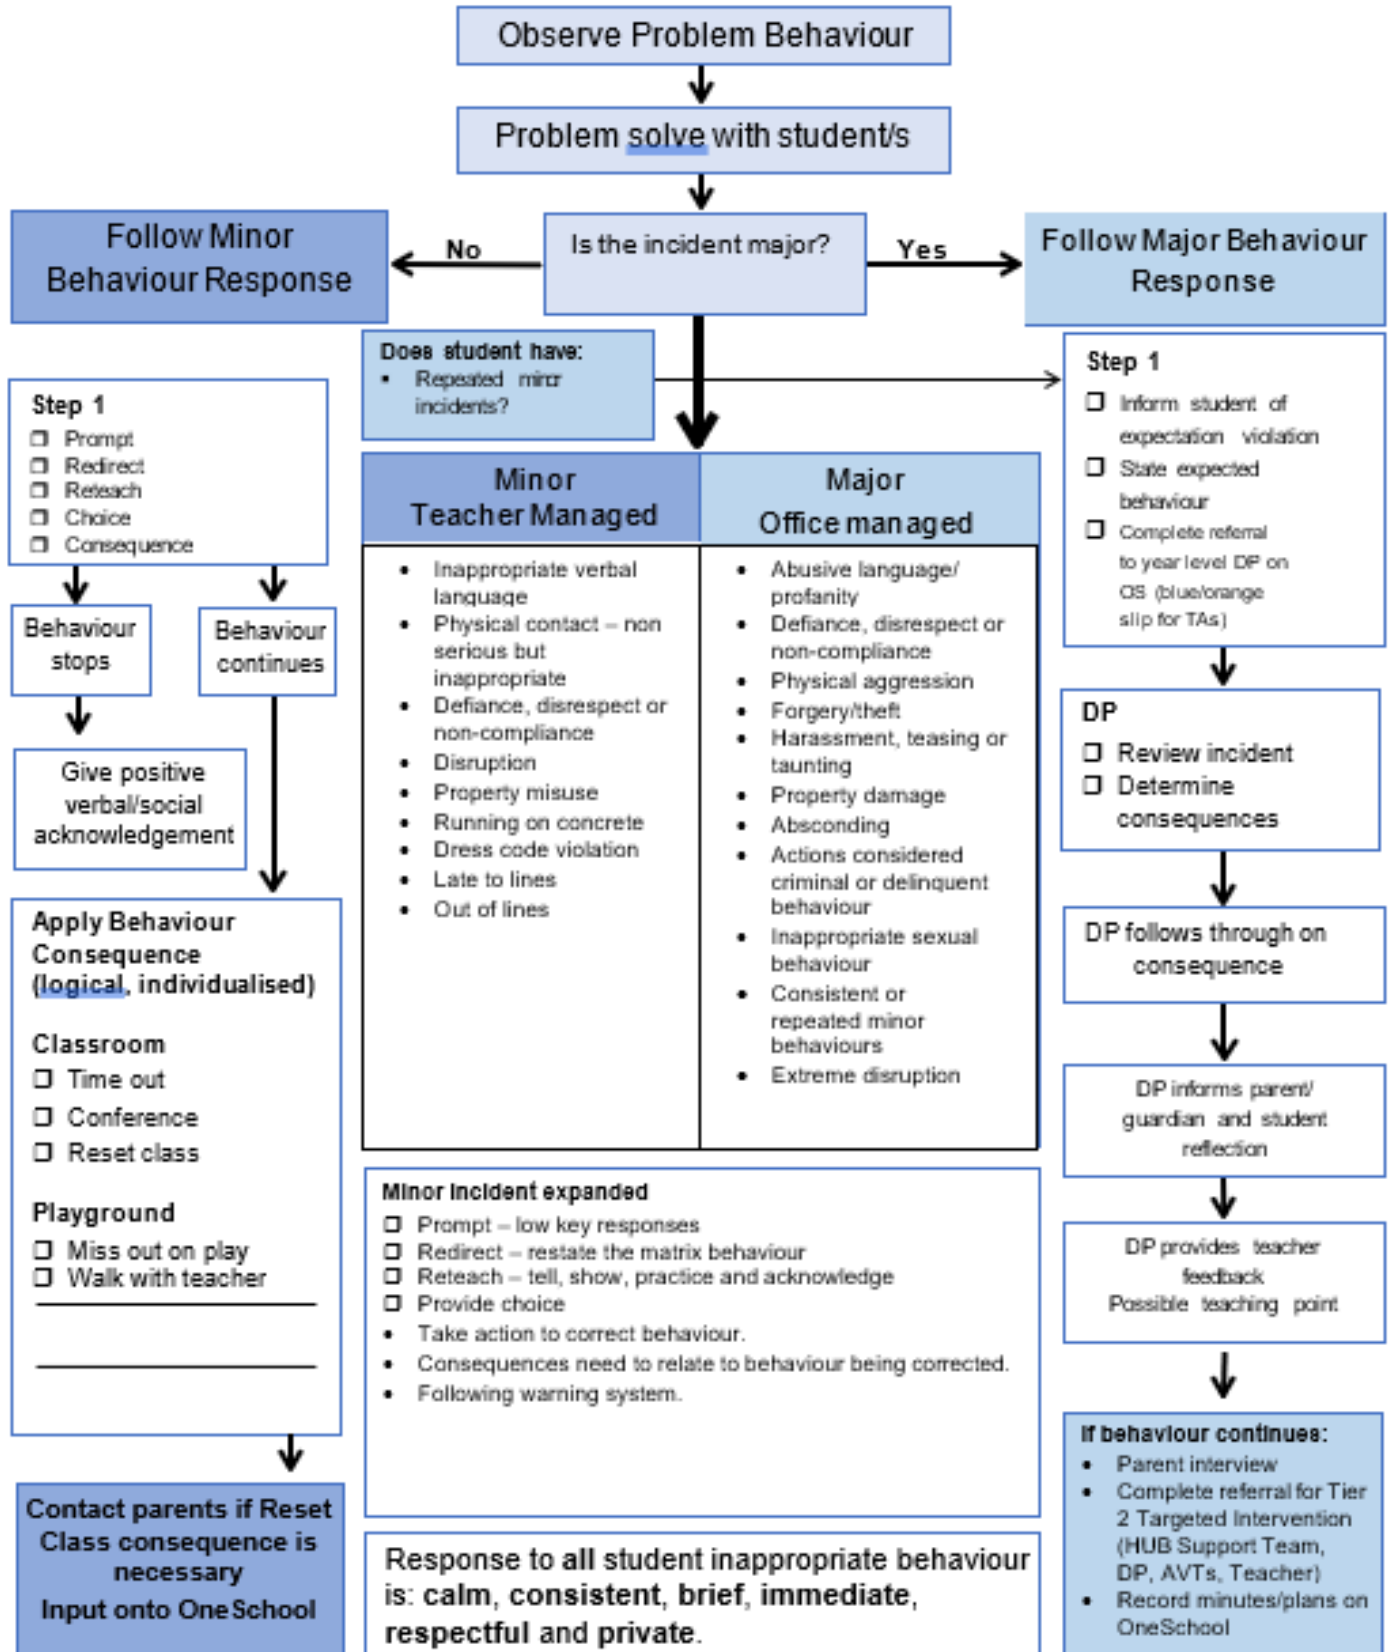 Observe Problem Behaviour
Problem solve with student/s
Is the incident major?
No
Yes
Follow Minor
Behaviour Response
Follow Major Behaviour
Response
Does student have:
▪ Repeated minor
incidents?
Step 1
❒ Prompt
❒ Redirect
❒ Reteach
❒ Choice
❒ Consequence
Behaviour
stops
Behaviour
continues
Give positive
verbal/social
acknowledgement
Apply Behaviour
Consequence
(logical, individualised)
Classroom
❒ Time out
❒ Conference
❒ Reset class
Playground
❒ Miss out on play
❒ Walk with teacher
Contact parents if Reset
Class consequence is
necessary
Input onto OneSchool
Minor
Teacher Managed
• Inappropriate verbal
language
• Physical contact – non
serious but
inappropriate
• Defiance, disrespect or
non-compliance
• Disruption
• Property misuse
• Running on concrete
• Dress code violation
• Late to lines
• Out of lines
Major
Office managed
• Abusive language/
profanity
• Defiance, disrespect or
non-compliance
• Physical aggression
• Forgery/theft
• Harassment, teasing or
taunting
• Property damage
• Absconding
• Actions considered
criminal or delinquent
behaviour
• Inappropriate sexual
behaviour
• Consistent or
repeated minor
behaviours
• Extreme disruption
Minor incident expanded
❒ Prompt – low key responses
❒ Redirect – restate the matrix behaviour
❒ Reteach – tell, show, practice and acknowledge
❒ Provide choice
• Take action to correct behaviour.
• Consequences need to relate to behaviour being corrected.
• Following warning system.
Response to all student inappropriate behaviour
is: calm, consistent, brief, immediate,
respectful and private.
Step 1
❒ Inform student of
expectation violation
❒ State expected
behaviour
❒ Complete referral
to year level DP on
OS (blue/orange
slip for TAs)
DP
❒ Review incident
❒ Determine
consequences
DP follows through on
consequence
DP informs parent/
guardian and student
reflection
DP provides teacher
feedback
Possible teaching point
If behaviour continues:
• Parent interview
• Complete referral for Tier
2 Targeted Intervention
(HUB Support Team,
DP, AVTs, Teacher)
• Record minutes/plans on
OneSchool